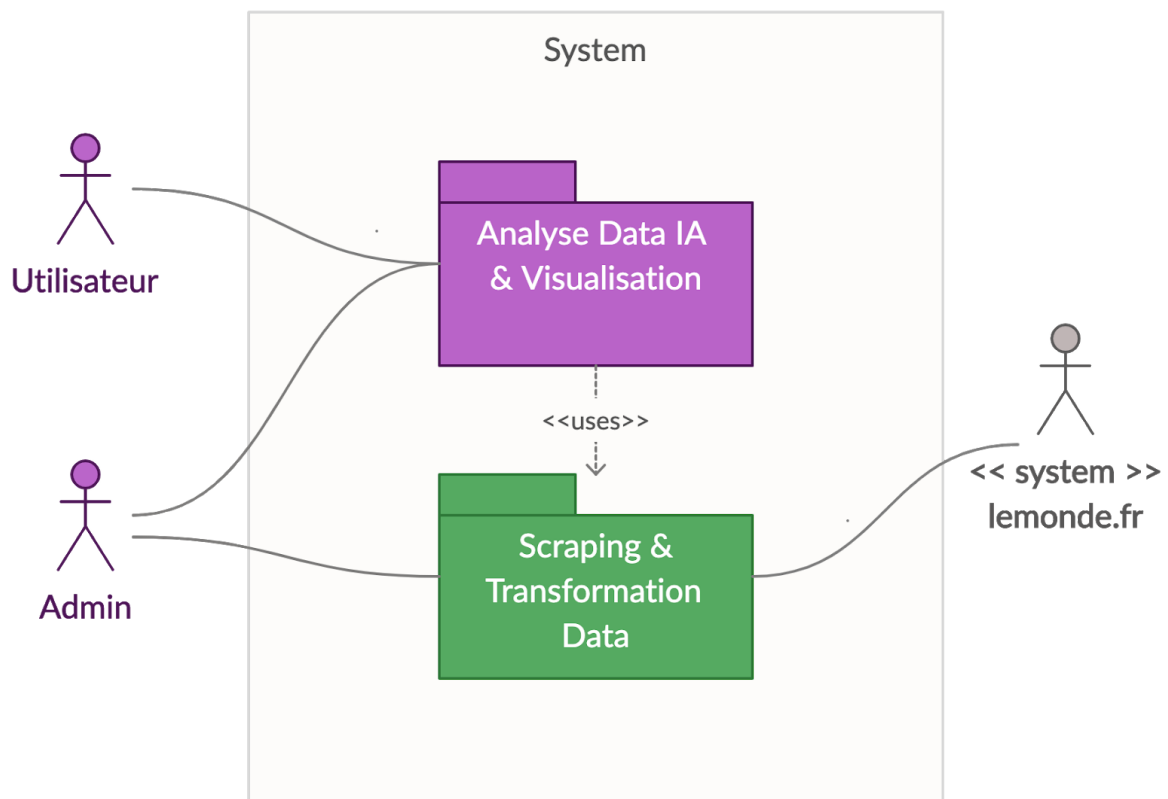 System
Utilisateur
Analyse Data IA
& Visualisation
<<uses>>
Admin
Scraping &
Transformation
Data
<< system >>
lemonde.fr